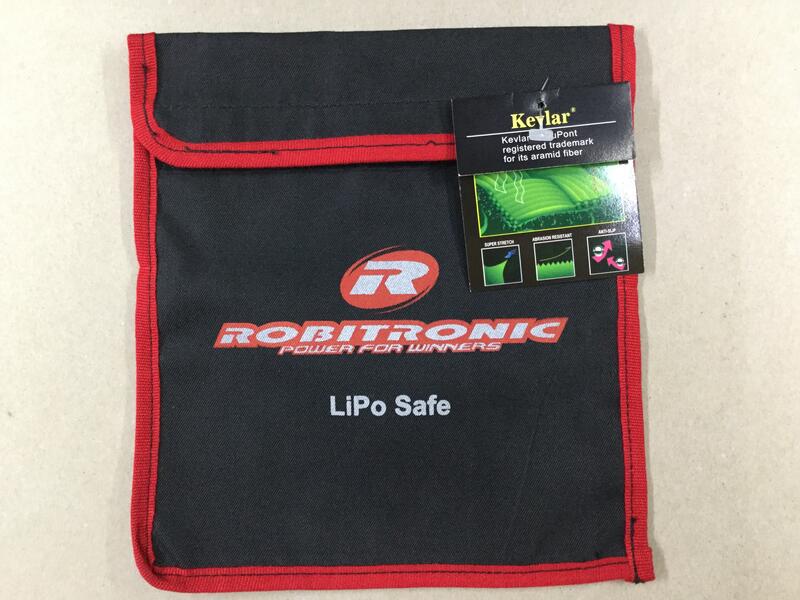 Kevlar®
Kevlar uPont
registered trademark
for its aramid fiber
SUPER STRETCH
ABRASION RESISTANT
ANTI-SLIP
R
ROBITRONIC
POWER FOR WINNERS
LiPo Safe